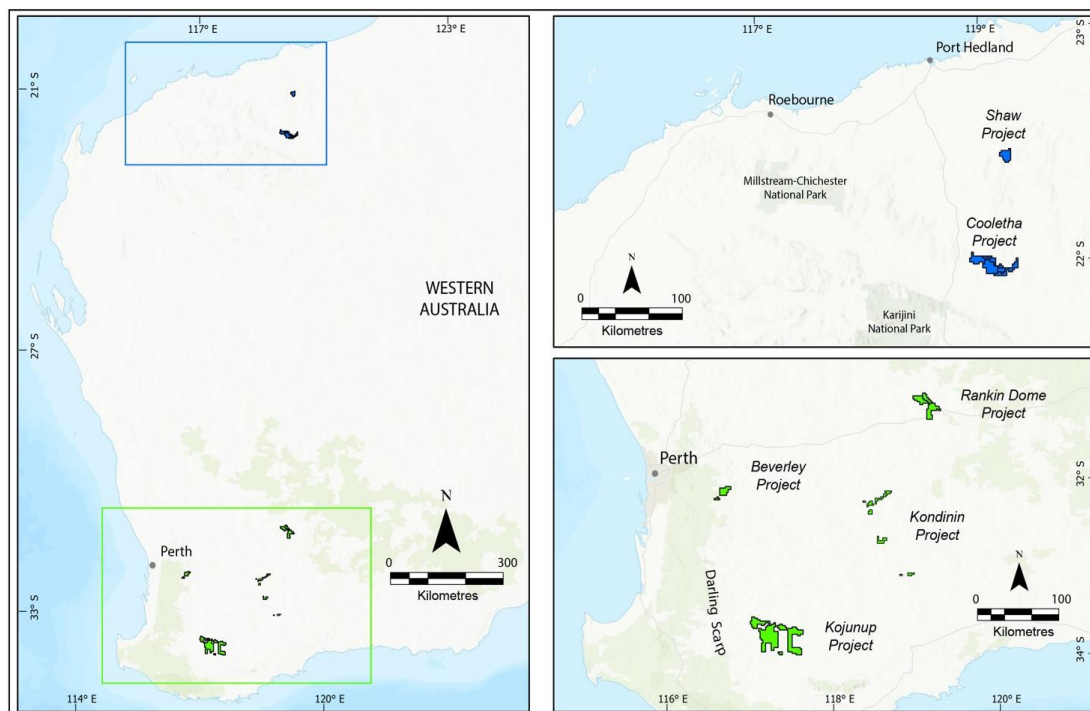 117° E
123° E
21° S
WESTERN
AUSTRALIA
27° S
N
Perth
0
300
Kilometres
33° S
114° E
120° E
117° E
119° E
23° S
Port Hedland
Roebourne
Shaw
Project
Millstream-Chichester
National Park
Cooletha
Project
22° S
N
0
100
Kilometres
Karijini
National Park
Rankin Dome
Project
Perth
Beverley
Project
32° S
Kondinin
Project
N
Darling Scarp
0
100
Kilometres
Kojunup
Project
34° S
116° E
118° E
120° E